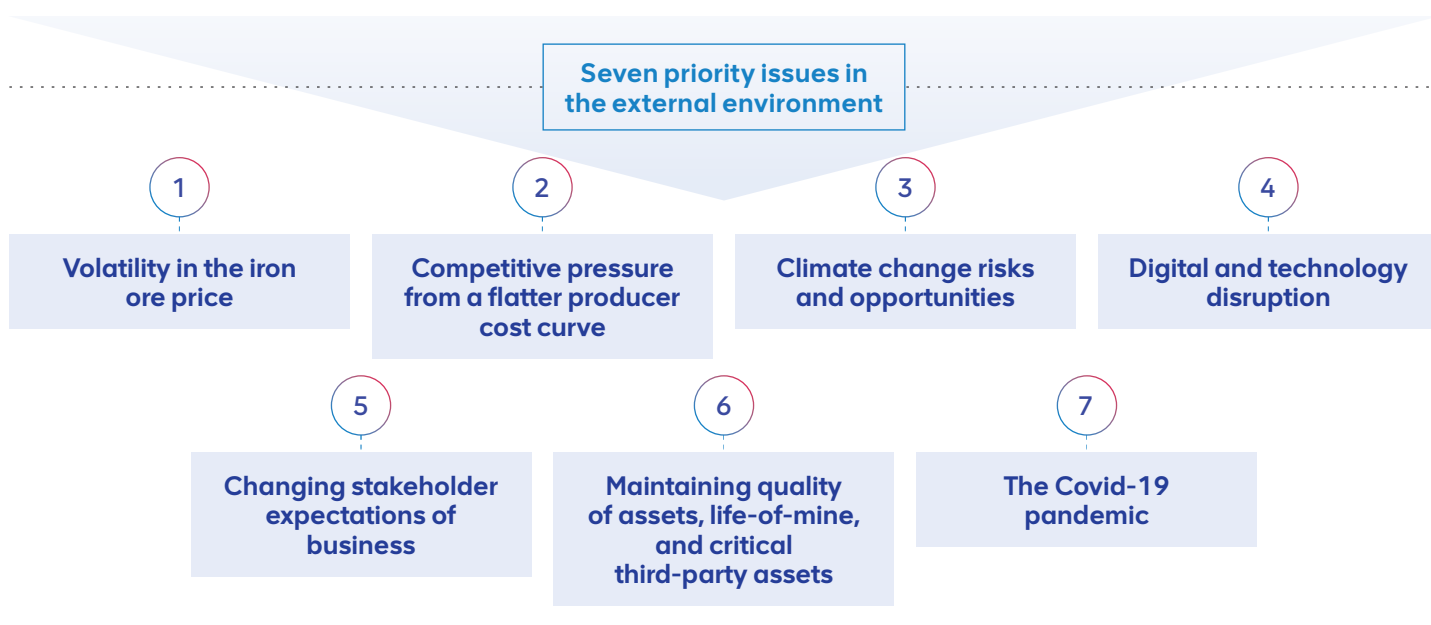 Seven priority issues in
the external environment
1
Volatility in the iron
ore price
2
Competitive pressure
from a flatter producer
cost curve
3
Climate change risks
and opportunities
4
Digital and technology
disruption
5
Changing stakeholder
expectations of
business
6
Maintaining quality
of assets, life-of-mine,
and critical
third-party assets
7
The Covid-19
pandemic